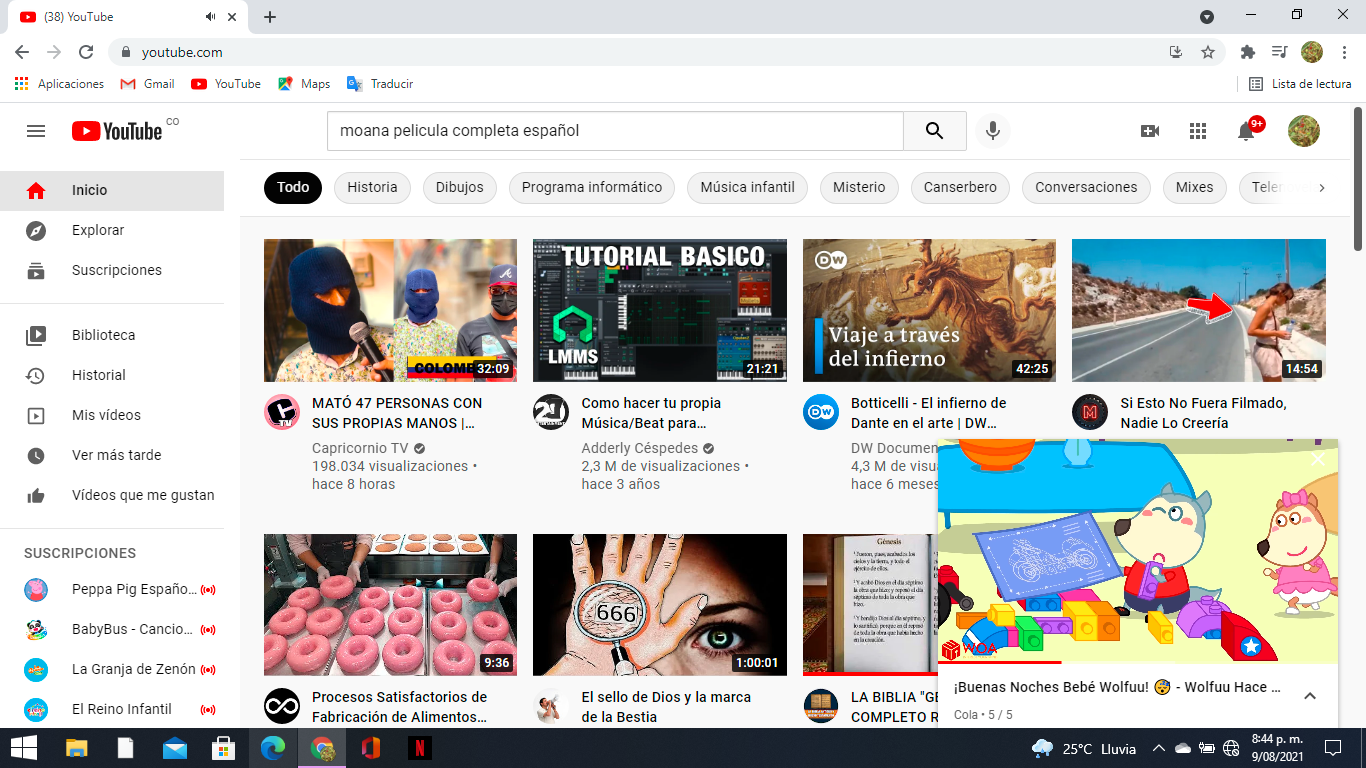 (38) YouTube
youtube.com
Aplicaciones
Gmail
YouTube
Maps
Traducir
Lista de lectura
YouTube CO
moana pelicula completa español
9+
Inicio
Explorar
Suscripciones
Biblioteca
Historial
Mis vídeos
Ver más tarde
Vídeos que me gustan
SUSCRIPCIONES
Peppa Pig Españo...
BabyBus - Cancio...
La Granja de Zenón
El Reino Infantil
Todo
Historia
Dibujos
Programa informático
Música infantil
Misterio
Canserbero
Conversaciones
Mixes
32:09
MATÓ 47 PERSONAS CON
SUS PROPIAS MANOS |...
Capricornio TV
198.034 visualizaciones •
hace 8 horas
TUTORIAL BASICO
LMMS
21:21
Como hacer tu propia
Música/Beat para...
Adderly Céspedes
2,3 M de visualizaciones •
hace 3 años
DW
Viaje a través
del infierno
42:25
DW
Botticelli - El infierno de
Dante en el arte | DW...
DW Documen
4,3 M de visu
hace 6 meses
14:54
Si Esto No Fuera Filmado,
Nadie Lo Creería
9:36
Procesos Satisfactorios de
Fabricación de Alimentos...
666
1:00:01
El sello de Dios y la marca
de la Bestia
Génesis
LA BIBLIA "GÉ
COMPLETO R
WOA
¡Buenas Noches Bebé Wolfuu! 😴 - Wolfuu Hace ...
Cola • 5 / 5
25°C Lluvia
8:44 p. m.
9/08/2021